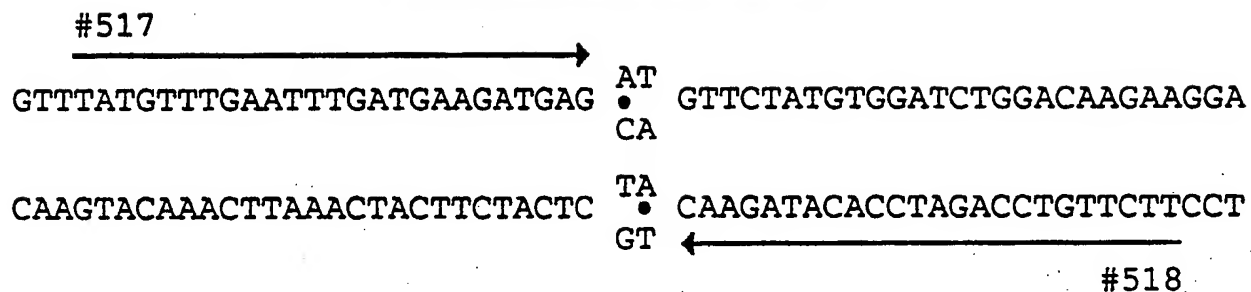 #517
AT
GTTTATGTTTGAATTTGATGAAGATGAG • GTTCTATGTGGATCTGGACAAGAAGGA
CA
TA
CAAGTACAAACTTAAACTACTTCTACTC • CAAGATACACCTAGACCTGTTCTTCCT
GT
#518